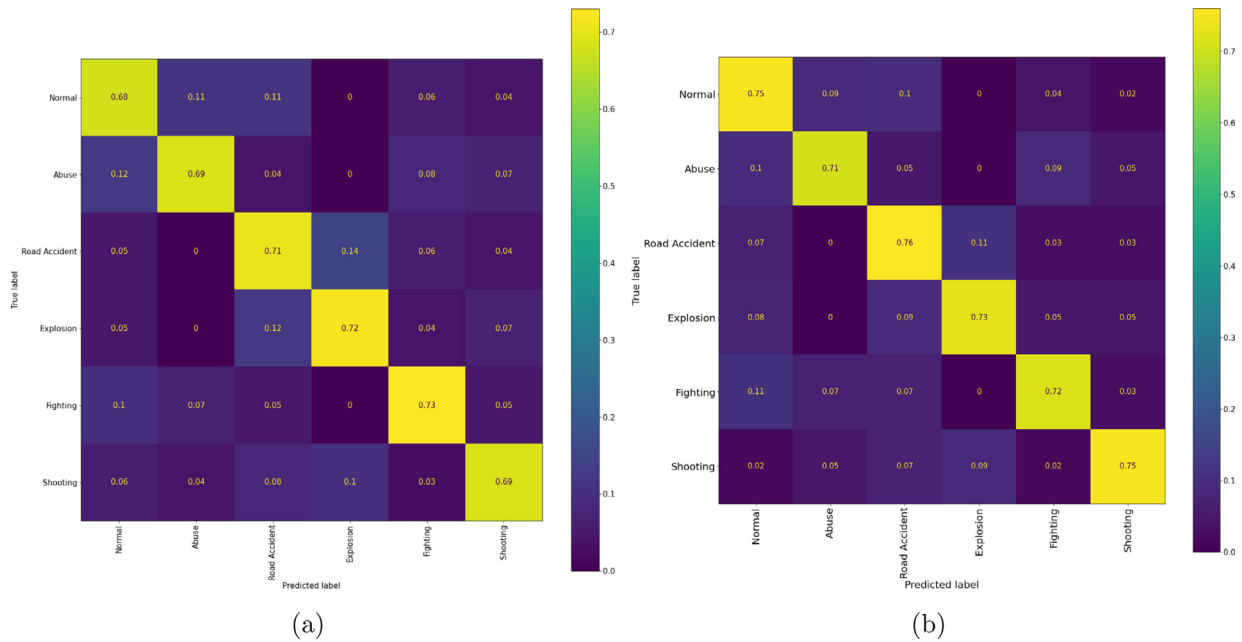 True label
Normal 0.68 0.11 0.11 0 0.06 0.04
Abuse 0.12 0.69 0.04 0 0.08 0.07
Road Accident 0.05 0 0.71 0.14 0.06 0.04
Explosion 0.05 0 0.12 0.72 0.04 0.07
Fighting 0.1 0.07 0.05 0 0.73 0.05
Shooting 0.06 0.04 0.08 0.1 0.03 0.69
Normal Abuse Road Accident Explosion Fighting Shooting
Predicted label
0.7
0.6
0.5
0.4
0.3
0.2
0.1
0.0
(a)
True label
Normal 0.75 0.09 0.1 0 0.04 0.02
Abuse 0.1 0.71 0.05 0 0.09 0.05
Road Accident 0.07 0 0.76 0.11 0.03 0.03
Explosion 0.08 0 0.09 0.73 0.05 0.05
Fighting 0.11 0.07 0.07 0 0.72 0.03
Shooting 0.02 0.05 0.07 0.09 0.02 0.75
Normal Abuse Road Accident Explosion Fighting Shooting
Predicted label
0.7
0.6
0.5
0.4
0.3
0.2
0.1
0.0
(b)